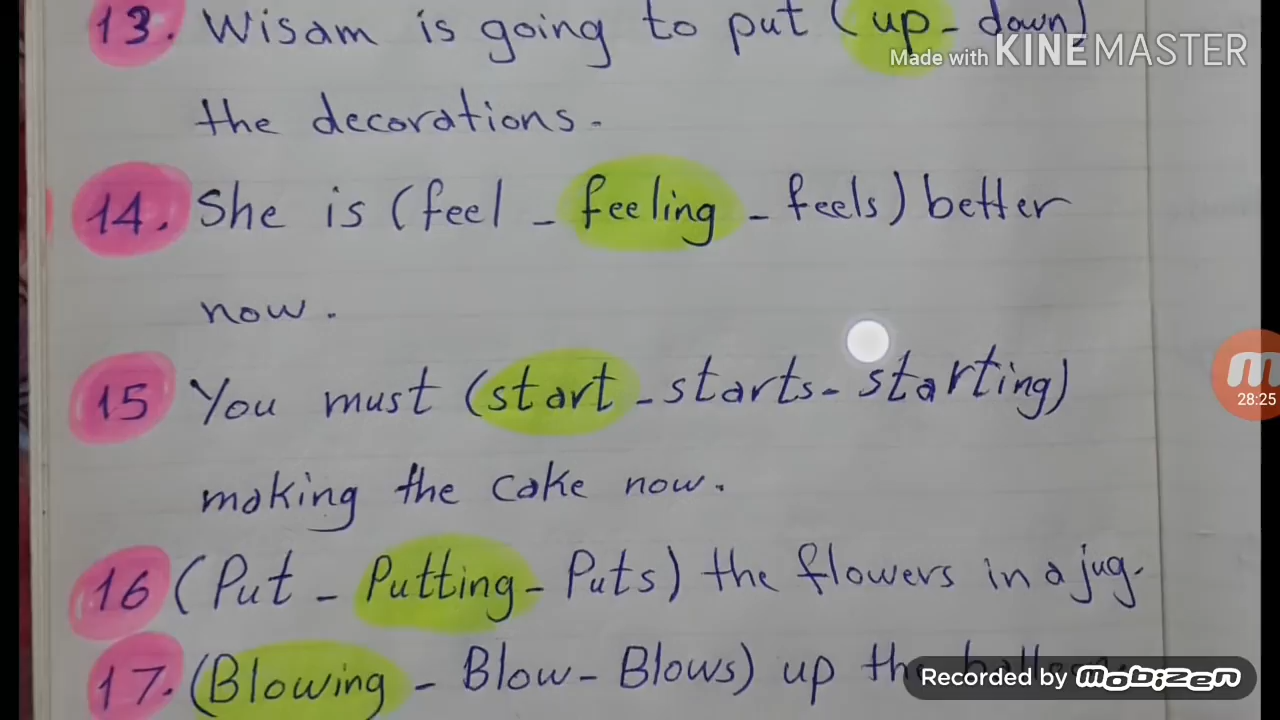 13. Wisam is going to put (up - down)
Made with KINEMASTER
the decorations.
14. She is (feel - feeling - feels) better
now.
28:25
15 You must (start - starts - starting)
making the cake now.
16 (Put - Putting - Puts) the flowers in a jug.
17. (Blowing - Blow - Blows) up the
Recorded by mobizen